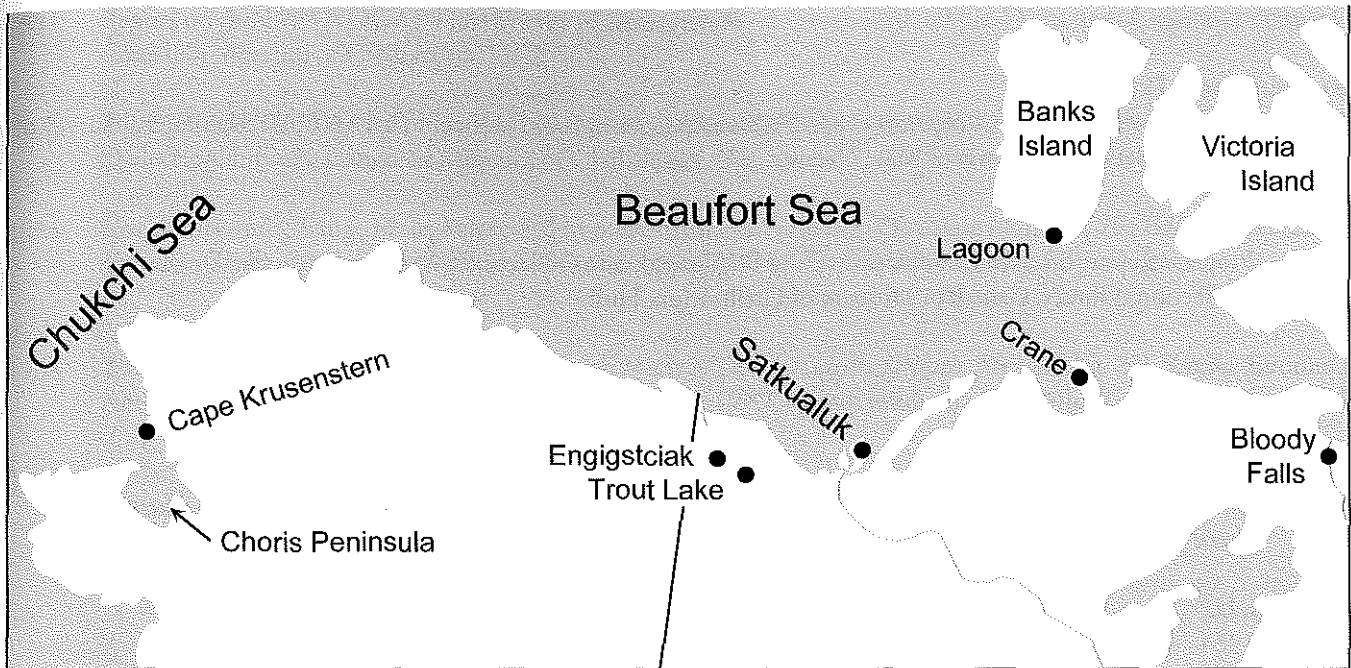 Banks
Island
Victoria
Island
Beaufort Sea
Chukchi Sea
Lagoon
Crane
Satkualuk
Cape Krusenstern
Bloody
Falls
Engigstciak
Trout Lake
Choris Peninsula